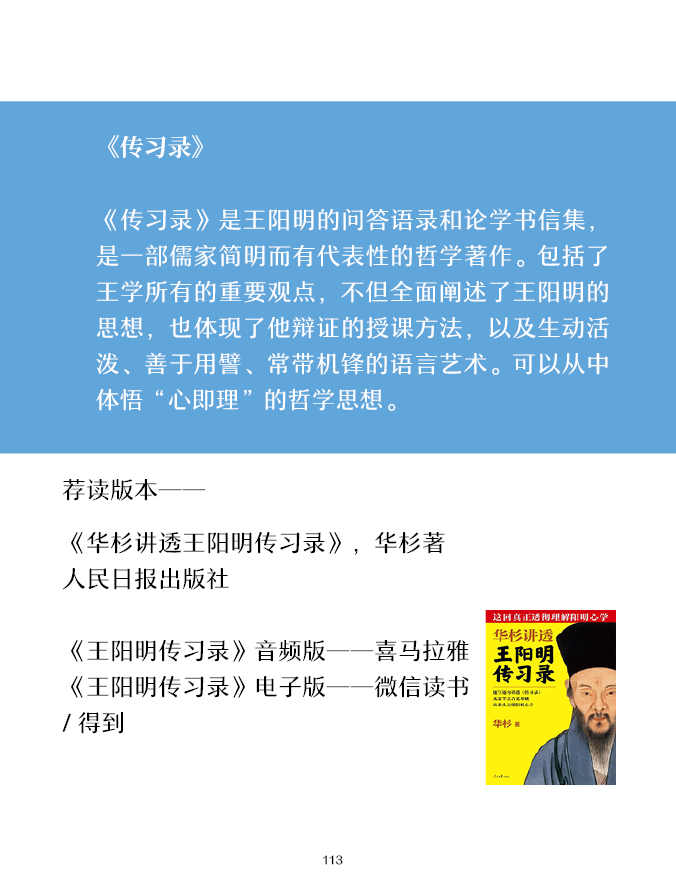 《传习录》
《传习录》是王阳明的问答语录和论学书信集，
是一部儒家简明而有代表性的哲学著作。包括了
王学所有的重要观点，不但全面阐述了王阳明的
思想，也体现了他辩证的授课方法，以及生动活
泼、善于用譬、常带机锋的语言艺术。可以从中
体悟“心即理”的哲学思想。
荐读版本——
《华杉讲透王阳明传习录》，华杉著
人民日报出版社
《王阳明传习录》音频版——喜马拉雅
《王阳明传习录》电子版——微信读书
/ 得到
这回真正透彻理解阳明心学
华杉讲透
王阳明
传习录
逐字逐句讲透《传习录》
华杉 著
113